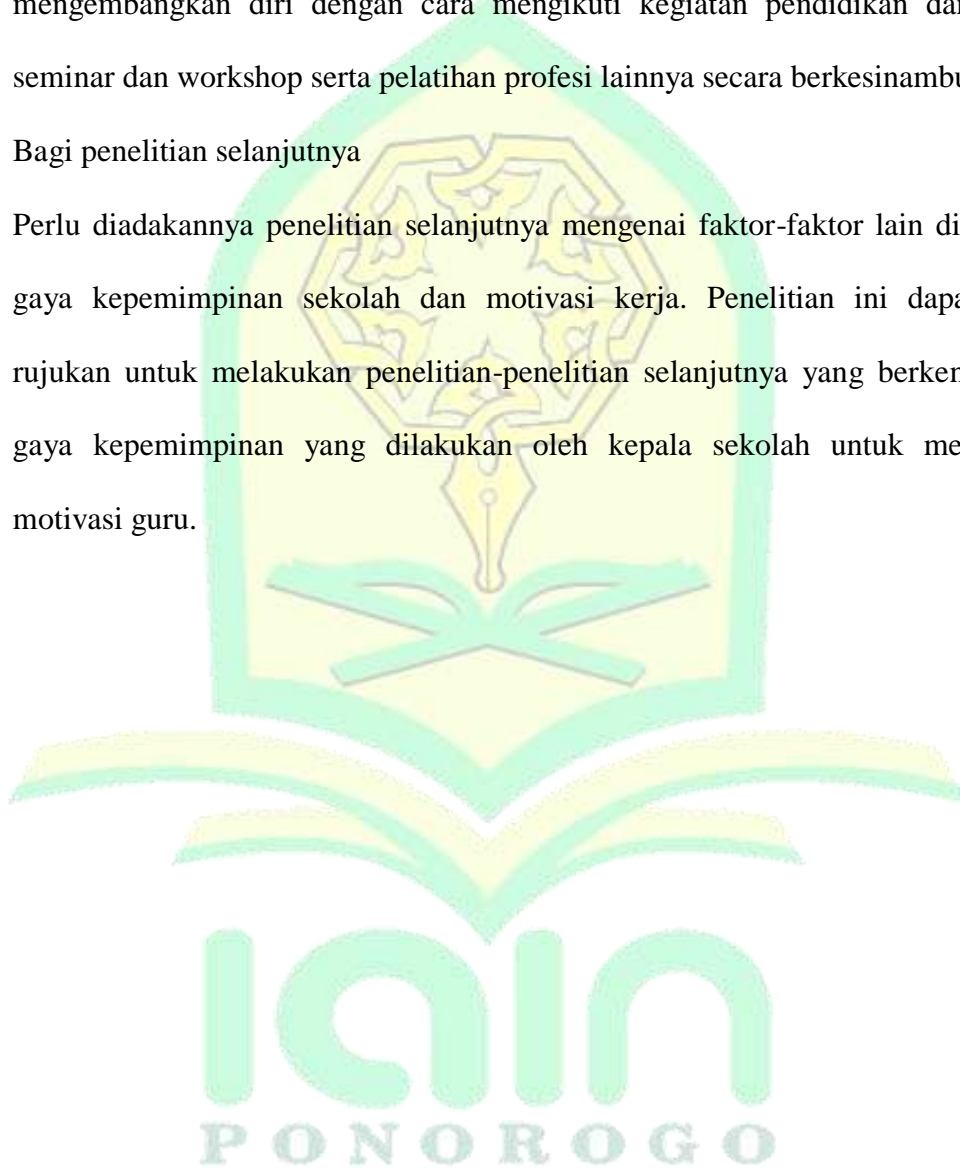 mengembangkan diri dengan cara mengikuti kegiatan pendidikan dan
seminar dan workshop serta pelatihan profesi lainnya secara berkesinambu
Bagi penelitian selanjutnya
Perlu diadakannya penelitian selanjutnya mengenai faktor-faktor lain di
gaya kepemimpinan sekolah dan motivasi kerja. Penelitian ini dapa
rujukan untuk melakukan penelitian-penelitian selanjutnya yang berken
gaya kepemimpinan yang dilakukan oleh kepala sekolah untuk me
motivasi guru.
iain
PONOROGO